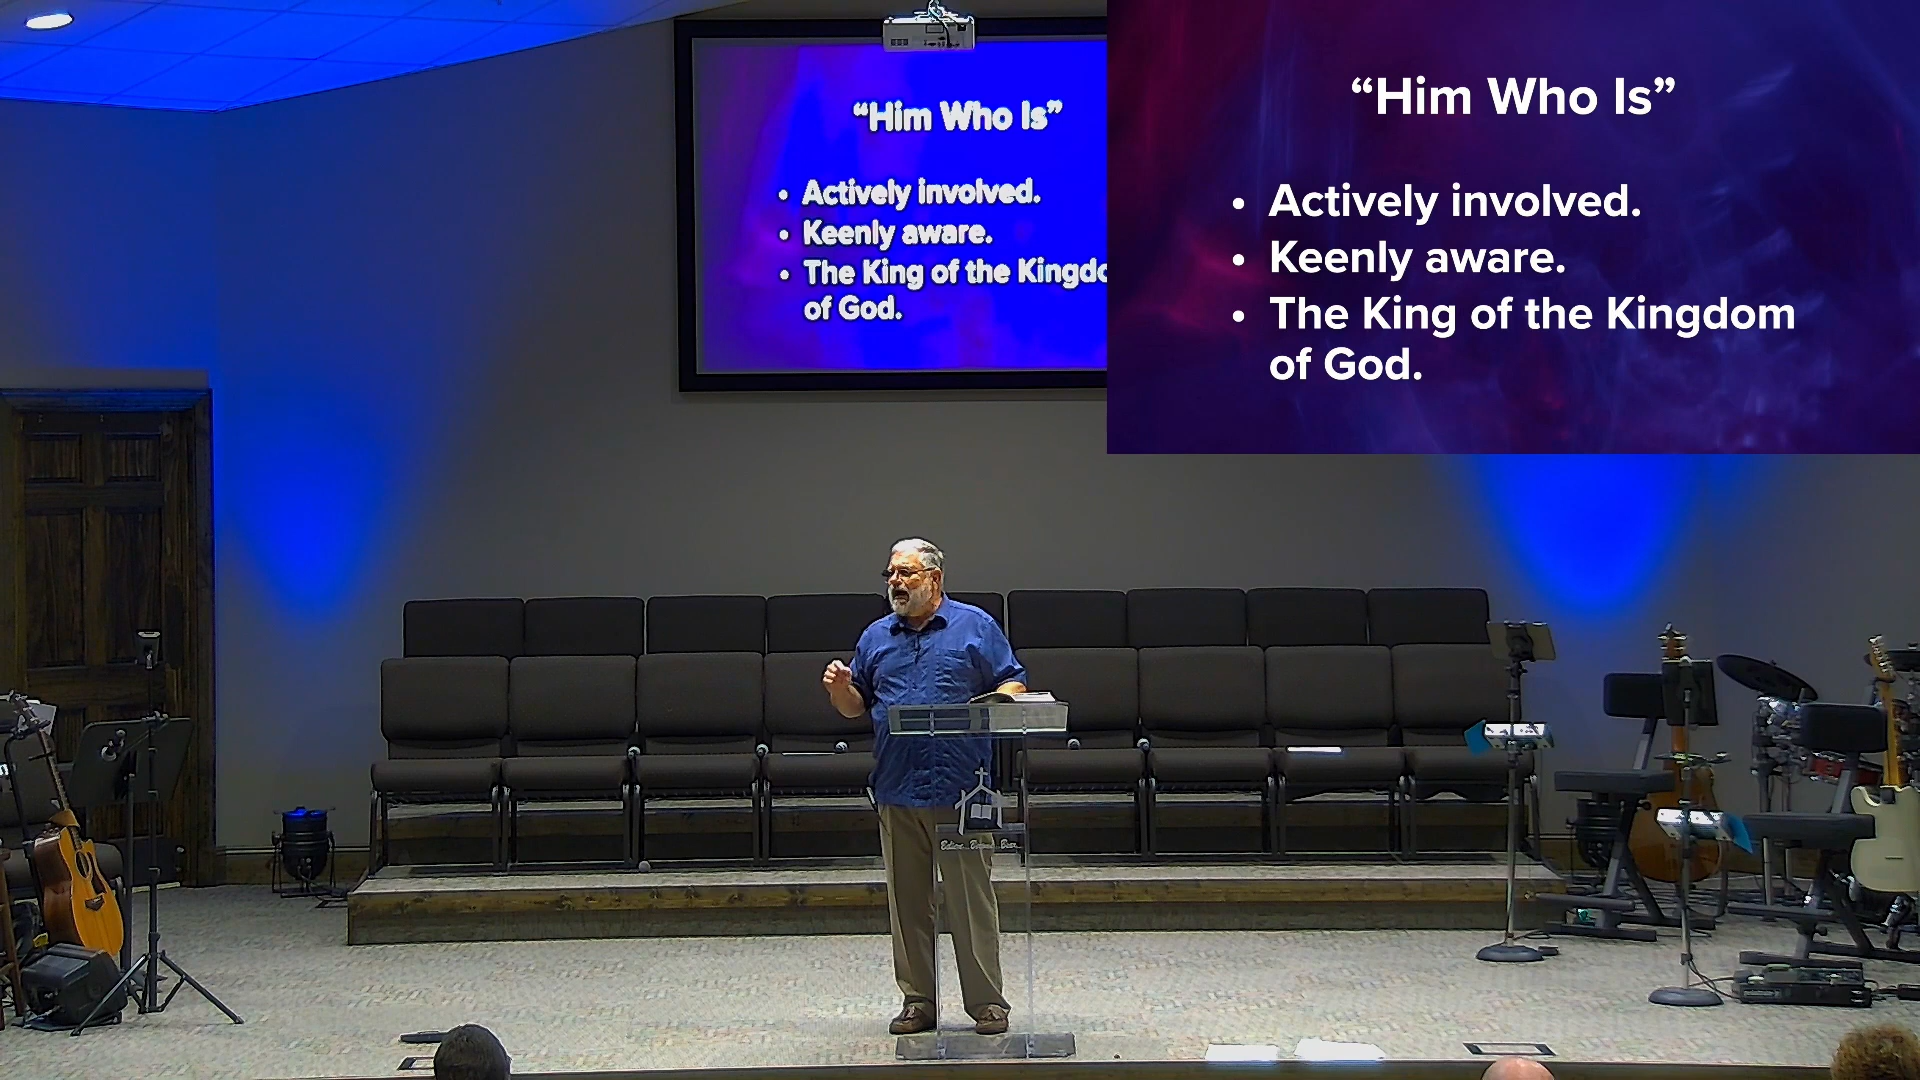 “Him Who Is”
• Actively involved.
• Keenly aware.
• The King of the Kingdo
of God.
“Him Who Is”
• Actively involved.
• Keenly aware.
• The King of the Kingdom
of God.